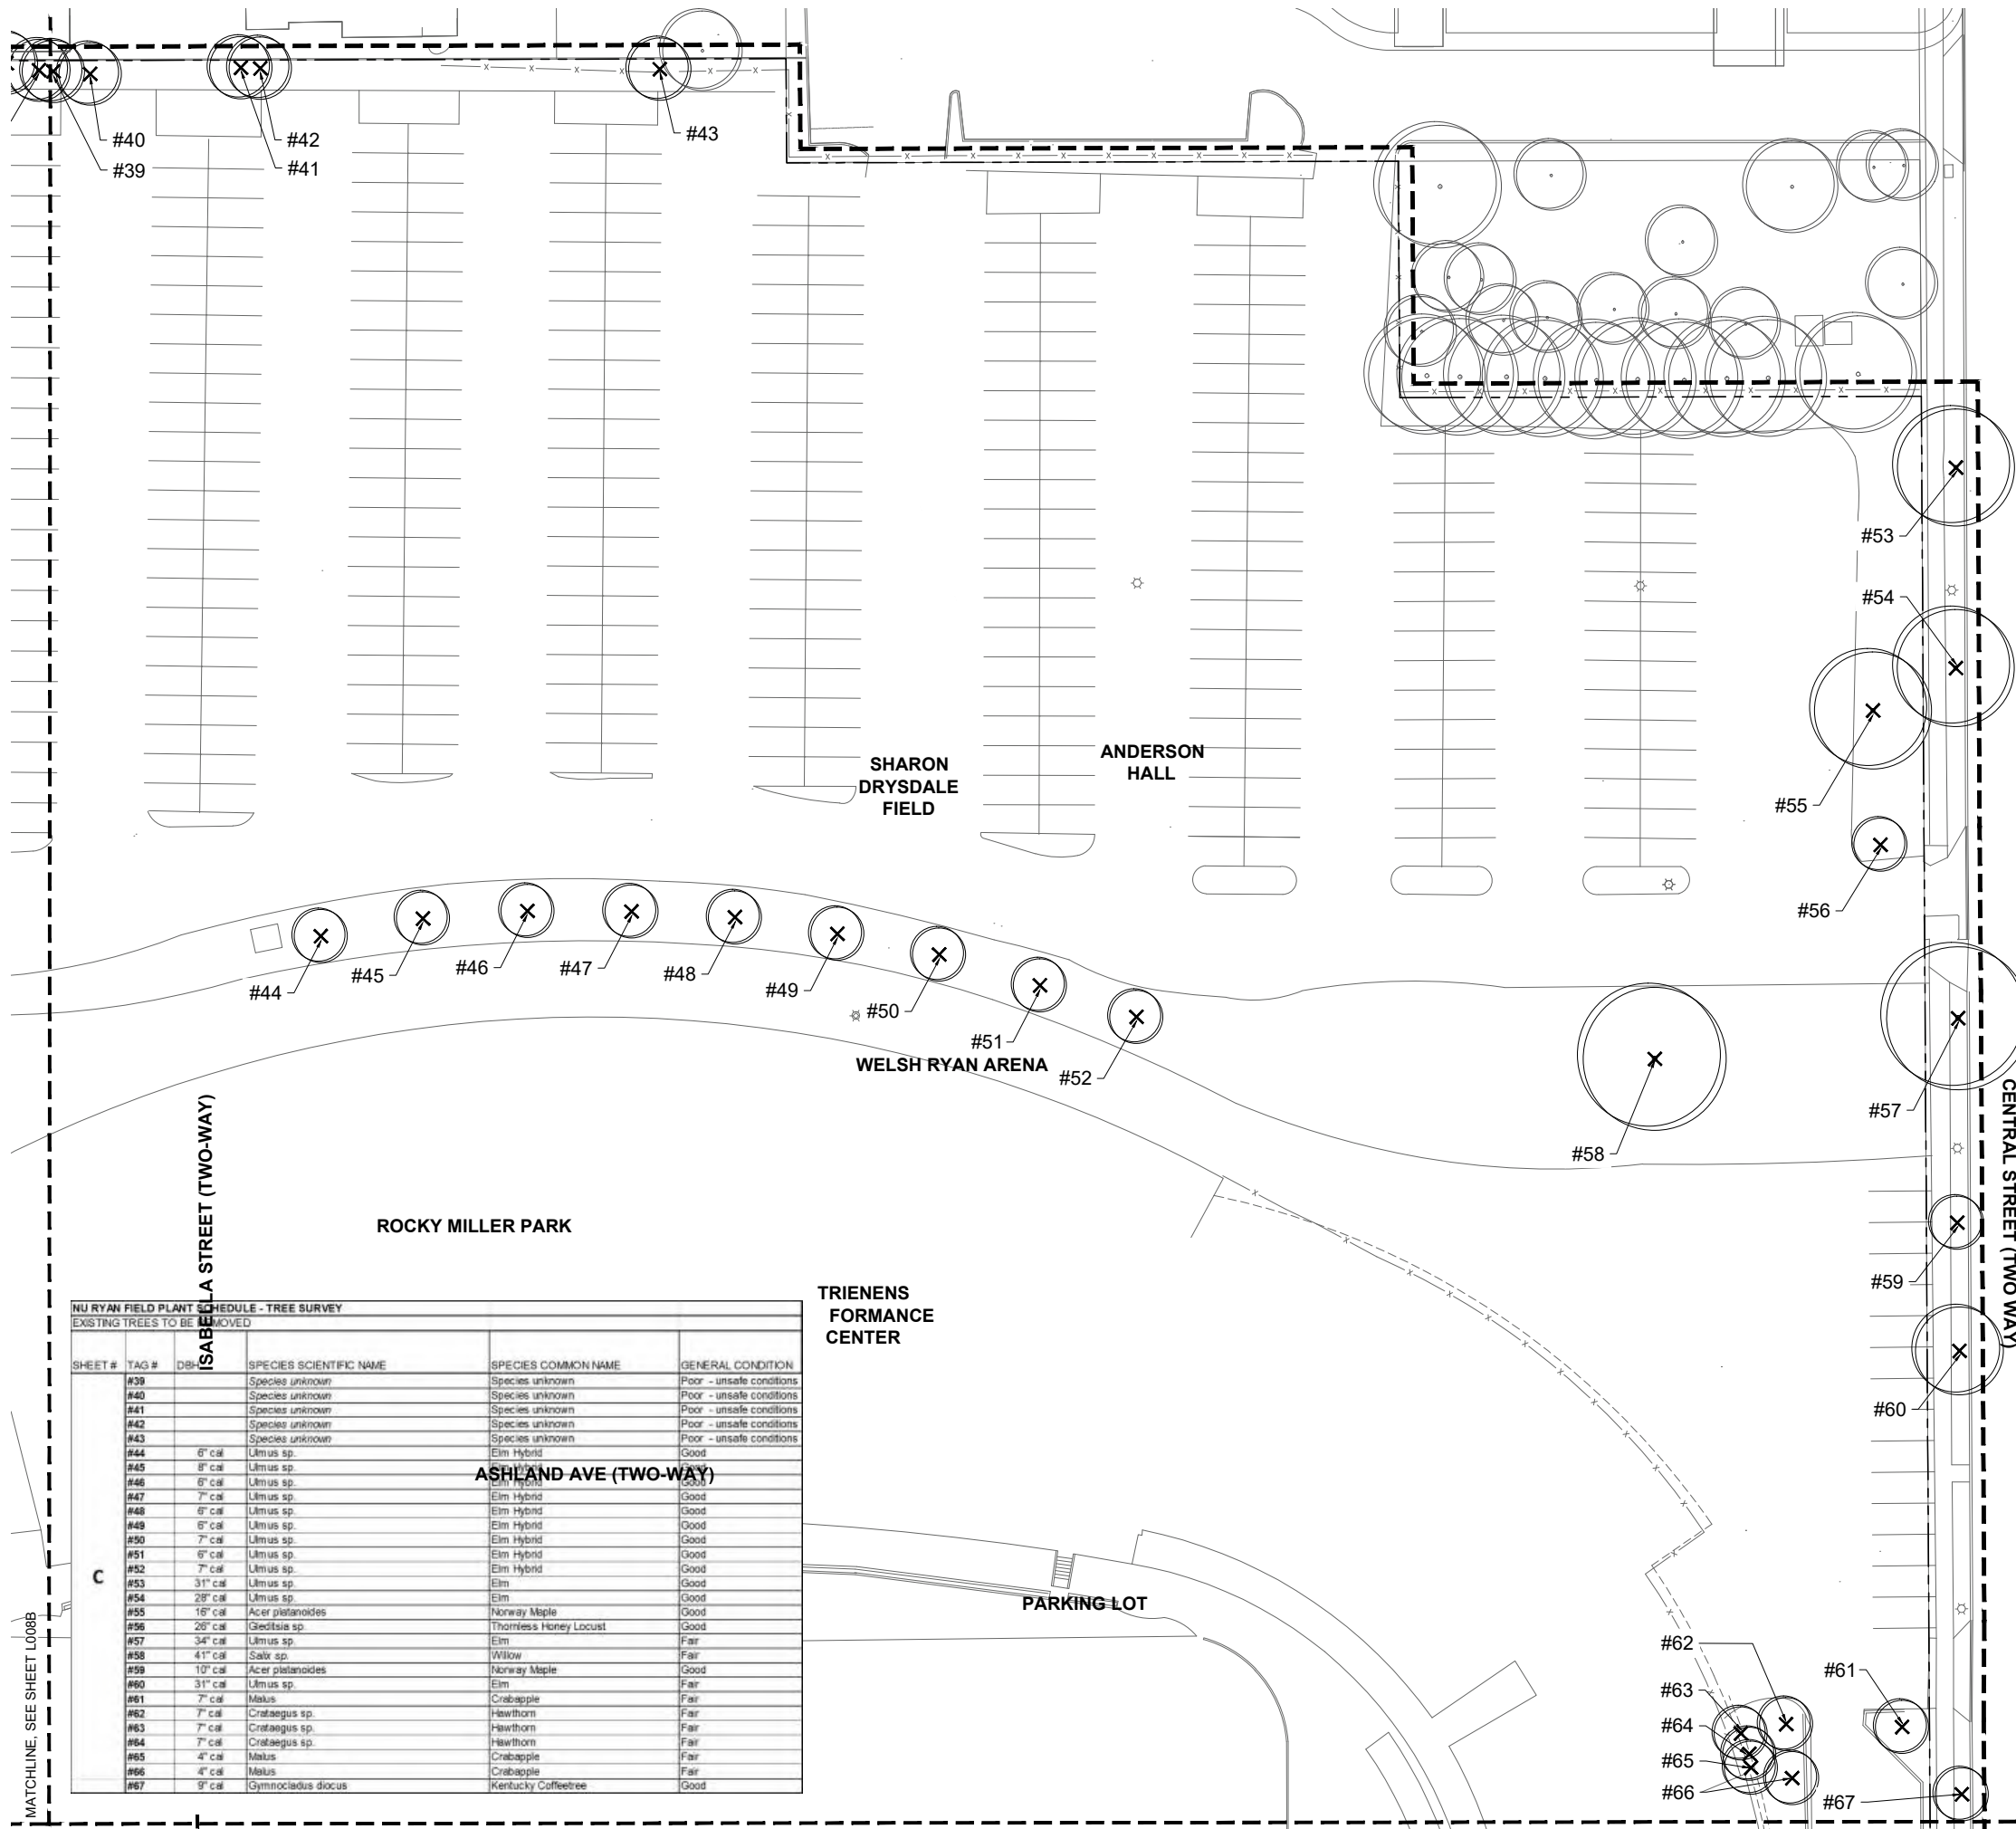 #40
#39
#42
#41
#43
#53
#54
#55
#56
SHARON
DRYSDALE
FIELD
ANDERSON
HALL
#44
#45
#46
#47
#48
#49
#50
#51
#52
WELSH RYAN ARENA
#57
#58
CENTRAL STREET (TWO WAY)
ISABELLA STREET (TWO-WAY)
ROCKY MILLER PARK
#59
#60
TRIENENS
FORMANCE
CENTER
NU RYAN FIELD PLANT SCHEDULE - TREE SURVEY
EXISTING TREES TO BE REMOVED
SHEET # TAG # DBH SPECIES SCIENTIFIC NAME SPECIES COMMON NAME GENERAL CONDITION
C
#39 Species unknown Species unknown Poor - unsafe conditions
#40 Species unknown Species unknown Poor - unsafe conditions
#41 Species unknown Species unknown Poor - unsafe conditions
#42 Species unknown Species unknown Poor - unsafe conditions
#43 Species unknown Species unknown Poor - unsafe conditions
#44 6" cal Ulmus sp. Elm Hybrid Good
#45 8" cal Ulmus sp. Elm Hybrid Good
#46 6" cal Ulmus sp. Elm Hybrid Good
#47 7" cal Ulmus sp. Elm Hybrid Good
#48 6" cal Ulmus sp. Elm Hybrid Good
#49 6" cal Ulmus sp. Elm Hybrid Good
#50 7" cal Ulmus sp. Elm Hybrid Good
#51 6" cal Ulmus sp. Elm Hybrid Good
#52 7" cal Ulmus sp. Elm Hybrid Good
#53 31" cal Ulmus sp. Elm Good
#54 28" cal Ulmus sp. Elm Good
#55 16" cal Acer platanoides Norway Maple Good
#56 26" cal Gleditsia sp. Thornless Honey Locust Good
#57 34" cal Ulmus sp. Elm Fair
#58 41" cal Salix sp. Willow Fair
#59 10" cal Acer platanoides Norway Maple Good
#60 31" cal Ulmus sp. Elm Fair
#61 7" cal Malus Crabapple Fair
#62 7" cal Crataegus sp. Hawthorn Fair
#63 7" cal Crataegus sp. Hawthorn Fair
#64 7" cal Crataegus sp. Hawthorn Fair
#65 4" cal Malus Crabapple Fair
#66 4" cal Malus Crabapple Fair
#67 9" cal Gymnocladus diocus Kentucky Coffeetree Good
ASHLAND AVE (TWO-WAY)
PARKING LOT
MATCHLINE, SEE SHEET L008B
#62
#61
#63
#64
#65
#66
#67